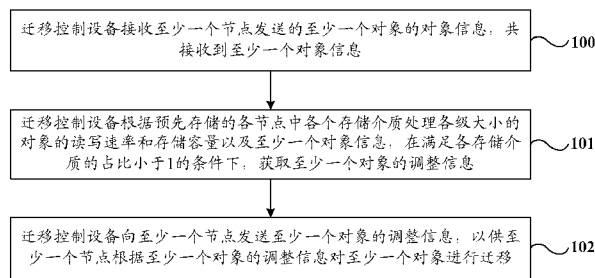 迁移控制设备接收至少一个节点发送的至少一个对象的对象信息，共
接收到至少一个对象信息
100
迁移控制设备根据预先存储的各节点中各个存储介质处理各级大小的
对象的读写速率和存储容量以及至少一个对象信息，在满足各存储介
质的占比小于1的条件下，获取至少一个对象的调整信息
101
迁移控制设备向至少一个节点发送至少一个对象的调整信息，以供至
少一个节点根据至少一个对象的调整信息对至少一个对象进行迁移
102